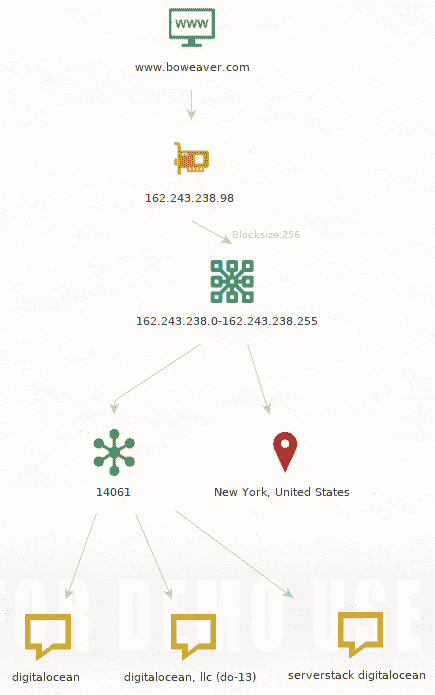 WWW
www.boweaver.com
162.243.238.98
Blocksize:256
162.243.238.0-162.243.238.255
14061
New York, United States
FOR DEMO USE
digitalocean
digitalocean, llc (do-13)
serverstack digitalocean